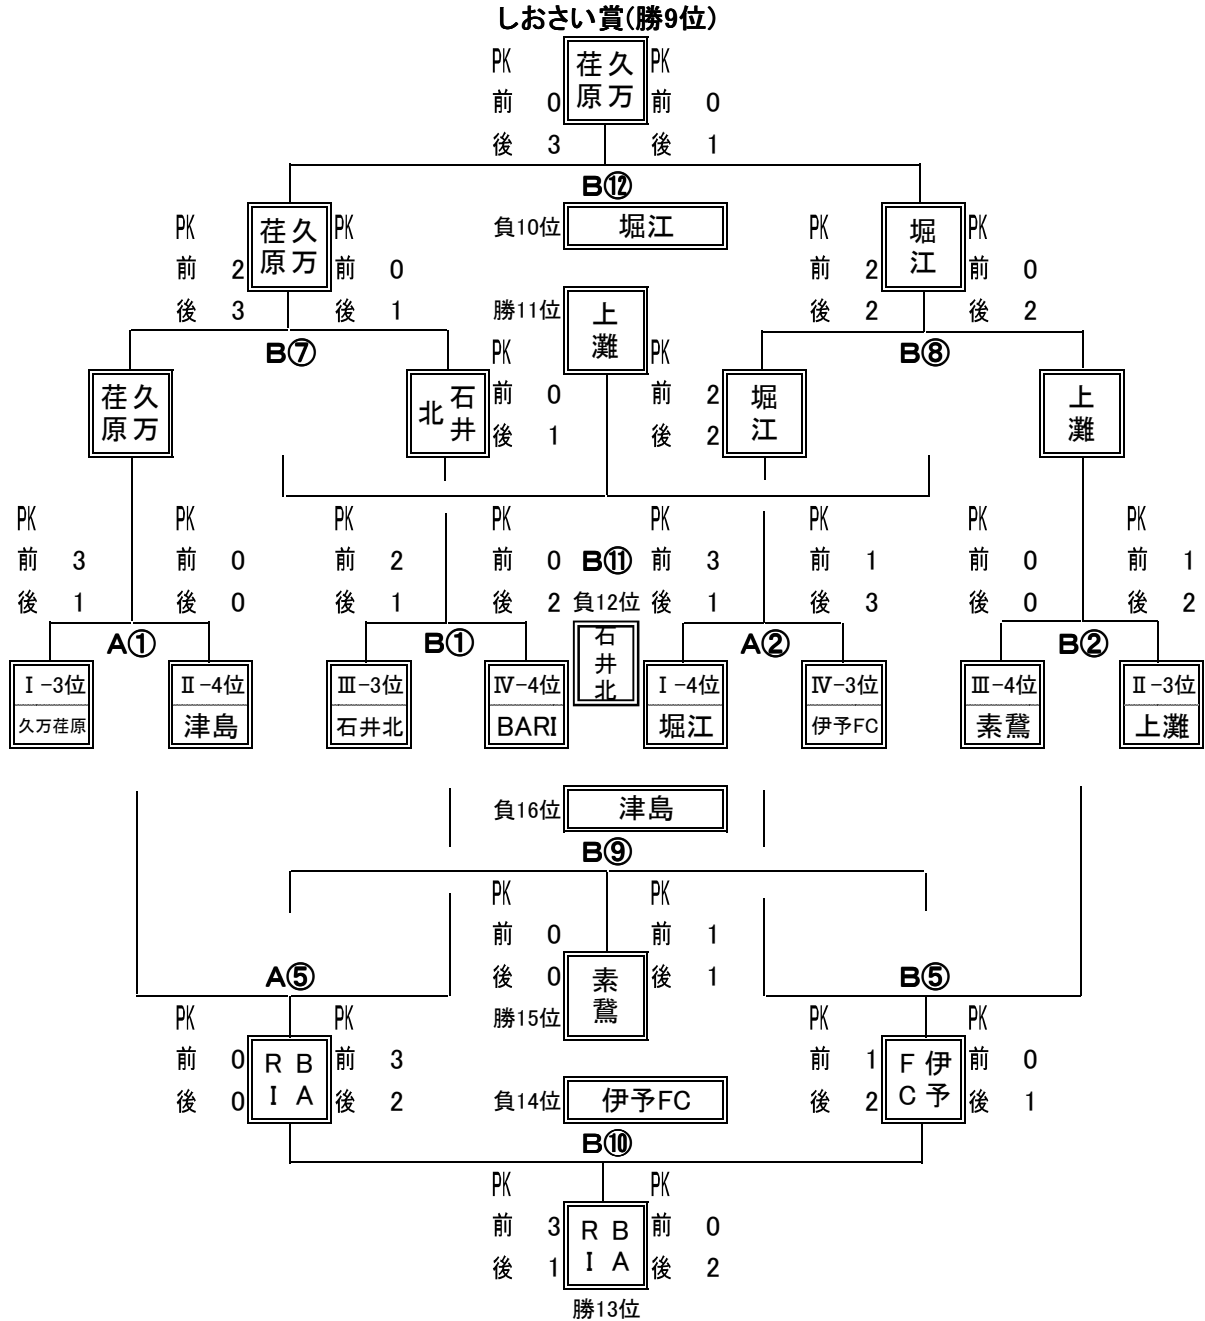 しおさい賞(勝9位)
PK 久万荏原 PK
前 0 前 0
後 3 後 1
B⑫
PK 久万荏原 PK 負10位 堀江 PK 堀江 PK
前 2 前 0 前 2 前 0
後 3 後 1 勝11位 上灘 後 2 後 2
B⑦ PK PK B⑧
久万荏原 石井北 前 0 前 2 堀江 上灘
後 1 後 2
PK PK PK PK PK PK PK PK
前 3 前 0 前 2 前 0 B⑪ 前 3 前 1 前 0 前 1
後 1 後 0 後 1 後 2 負12位 後 1 後 3 後 0 後 2
A① B① 石井北 A② B②
Ⅰ-3位 Ⅱ-4位 Ⅲ-3位 Ⅳ-4位 Ⅰ-4位 Ⅳ-3位 Ⅲ-4位 Ⅱ-3位
久万荏原 津島 石井北 BARI 堀江 伊予FC 素鵞 上灘
負16位 津島
B⑨
PK PK
前 0 前 1
A⑤ 後 0 素鵞 後 1 B⑤
PK PK 勝15位 PK PK
前 0 BARI 前 3 前 1 伊予FC 前 0
後 0 後 2 負14位 伊予FC 後 2 後 1
B⑩
PK PK
前 3 BARI 前 0
後 1 後 2
勝13位